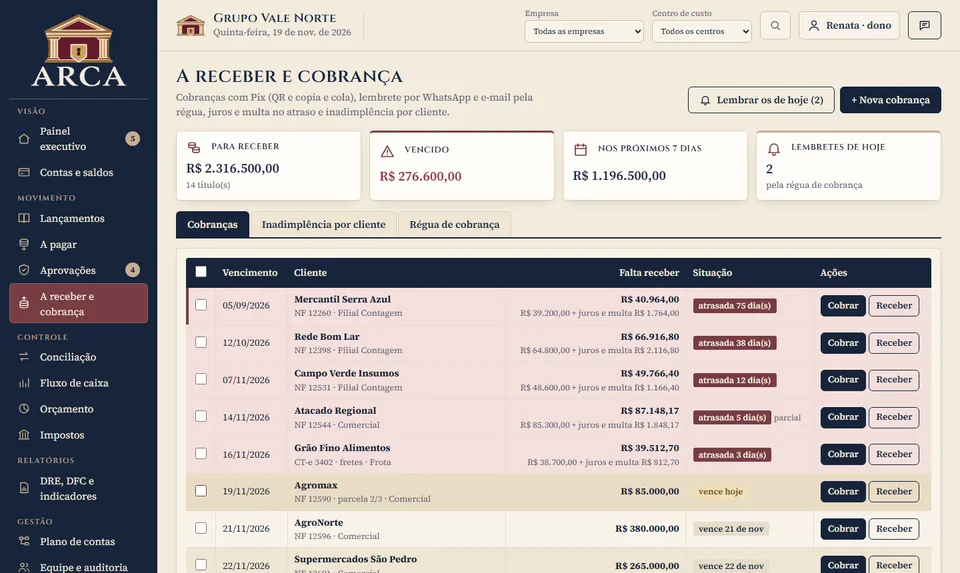 ARCA
VISÃO
Painel executivo 5
Contas e saldos
MOVIMENTO
Lançamentos
A pagar
Aprovações 4
A receber e cobrança
CONTROLE
Conciliação
Fluxo de caixa
Orçamento
Impostos
RELATÓRIOS
DRE, DFC e indicadores
GESTÃO
Plano de contas
Equipe e auditoria
Grupo Vale Norte
Quinta-feira, 19 de nov. de 2026
Empresa
Todas as empresas
Centro de custo
Todos os centros
Renata · dono
A receber e cobrança
Cobranças com Pix (QR e copia e cola), lembrete por WhatsApp e e-mail pela
régua, juros e multa no atraso e inadimplência por cliente.
Lembrar os de hoje (2)
+ Nova cobrança
PARA RECEBER
R$ 2.316.500,00
14 título(s)
VENCIDO
R$ 276.600,00
NOS PRÓXIMOS 7 DIAS
R$ 1.196.500,00
LEMBRETES DE HOJE
2
pela régua de cobrança
Cobranças
Inadimplência por cliente
Régua de cobrança
Vencimento Cliente Falta receber Situação Ações
05/09/2026 Mercantil Serra Azul R$ 40.964,00 atrasada 75 dia(s) Cobrar Receber
NF 12260 · Filial Contagem R$ 39.200,00 + juros e multa R$ 1.764,00
12/10/2026 Rede Bom Lar R$ 66.916,80 atrasada 38 dia(s) Cobrar Receber
NF 12398 · Filial Contagem R$ 64.800,00 + juros e multa R$ 2.116,80
07/11/2026 Campo Verde Insumos R$ 49.766,40 atrasada 12 dia(s) Cobrar Receber
NF 12531 · Filial Contagem R$ 48.600,00 + juros e multa R$ 1.166,40
14/11/2026 Atacado Regional R$ 87.148,17 atrasada 5 dia(s) parcial Cobrar Receber
NF 12544 · Comercial R$ 85.300,00 + juros e multa R$ 1.848,17
16/11/2026 Grão Fino Alimentos R$ 39.512,70 atrasada 3 dia(s) Cobrar Receber
CT-e 3402 · fretes · Frota R$ 38.700,00 + juros e multa R$ 812,70
19/11/2026 Agromax R$ 85.000,00 vence hoje Cobrar Receber
NF 12590 · parcela 2/3 · Comercial
21/11/2026 AgroNorte R$ 380.000,00 vence 21 de nov Cobrar Receber
NF 12596 · Comercial
22/11/2026 Supermercados São Pedro R$ 265.000,00 vence 22 de nov Cobrar Receber